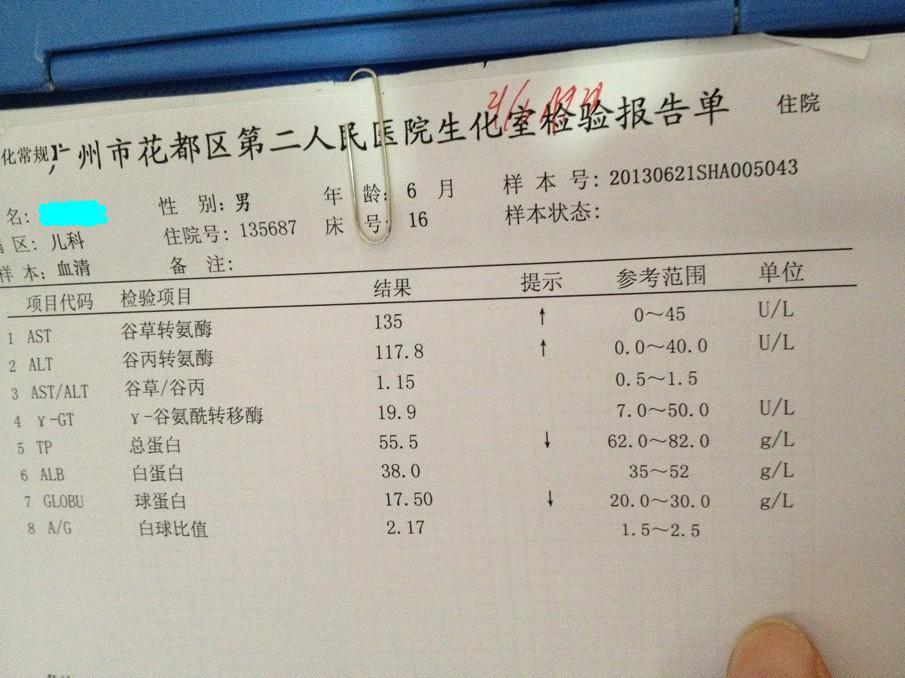 化常规】广州市花都区第二人民医院生化室检验报告单 住院
名: 性 别:男 年 龄: 6 月 样 本 号: 20130621SHA005043
区: 儿科 住院号: 135687 床 号: 16 样本状态:
样 本: 血清 备 注:
项目代码 检验项目 结果 提示 参考范围 单位
1 AST 谷草转氨酶 135 ↑ 0～45 U/L
2 ALT 谷丙转氨酶 117.8 ↑ 0.0～40.0 U/L
3 AST/ALT 谷草/谷丙 1.15 0.5～1.5
4 γ-GT γ-谷氨酰转移酶 19.9 7.0～50.0 U/L
5 TP 总蛋白 55.5 ↓ 62.0～82.0 g/L
6 ALB 白蛋白 38.0 35～52 g/L
7 GLOBU 球蛋白 17.50 ↓ 20.0～30.0 g/L
8 A/G 白球比值 2.17 1.5～2.5